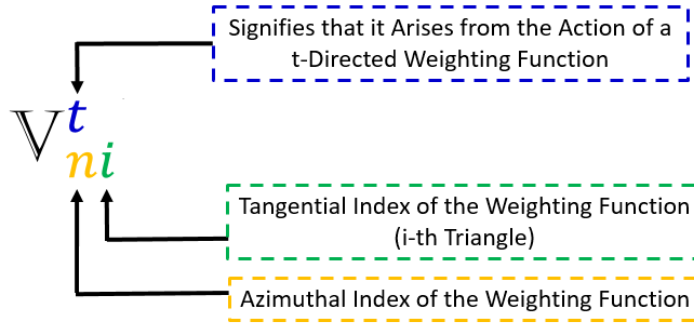 Signifies that it Arises from the Action of a
t-Directed Weighting Function
𝕍 t
n i
Tangential Index of the Weighting Function
(i-th Triangle)
Azimuthal Index of the Weighting Function